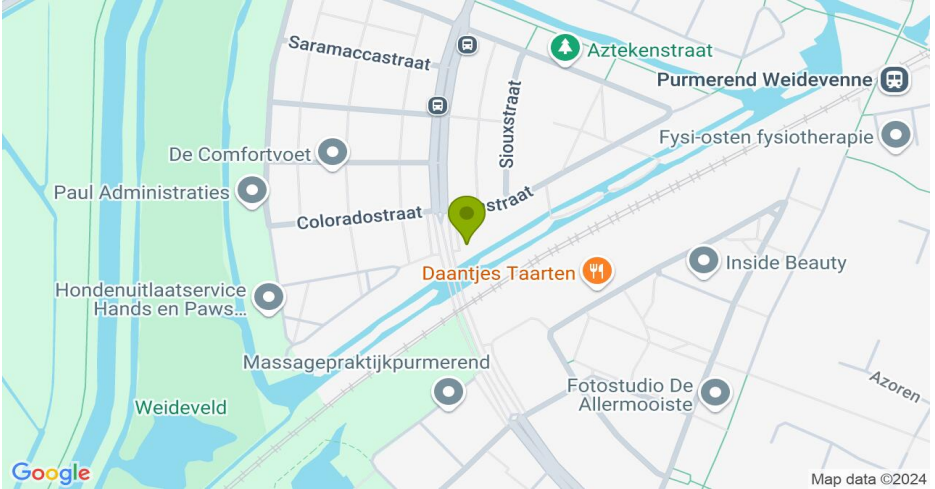 Saramaccastraat
Aztekenstraat
Purmerend Weidevenne
Siouxstraat
Fysi-osten fysiotherapie
De Comfortvoet
Paul Administraties
Coloradostraat
Daantjes Taarten
Inside Beauty
Hondenuitlaatservice
Hands en Paws...
Massagepraktijkpurmerend
Fotostudio De
Allermooiste
Azoren
Weideveld
Google
Map data ©2024